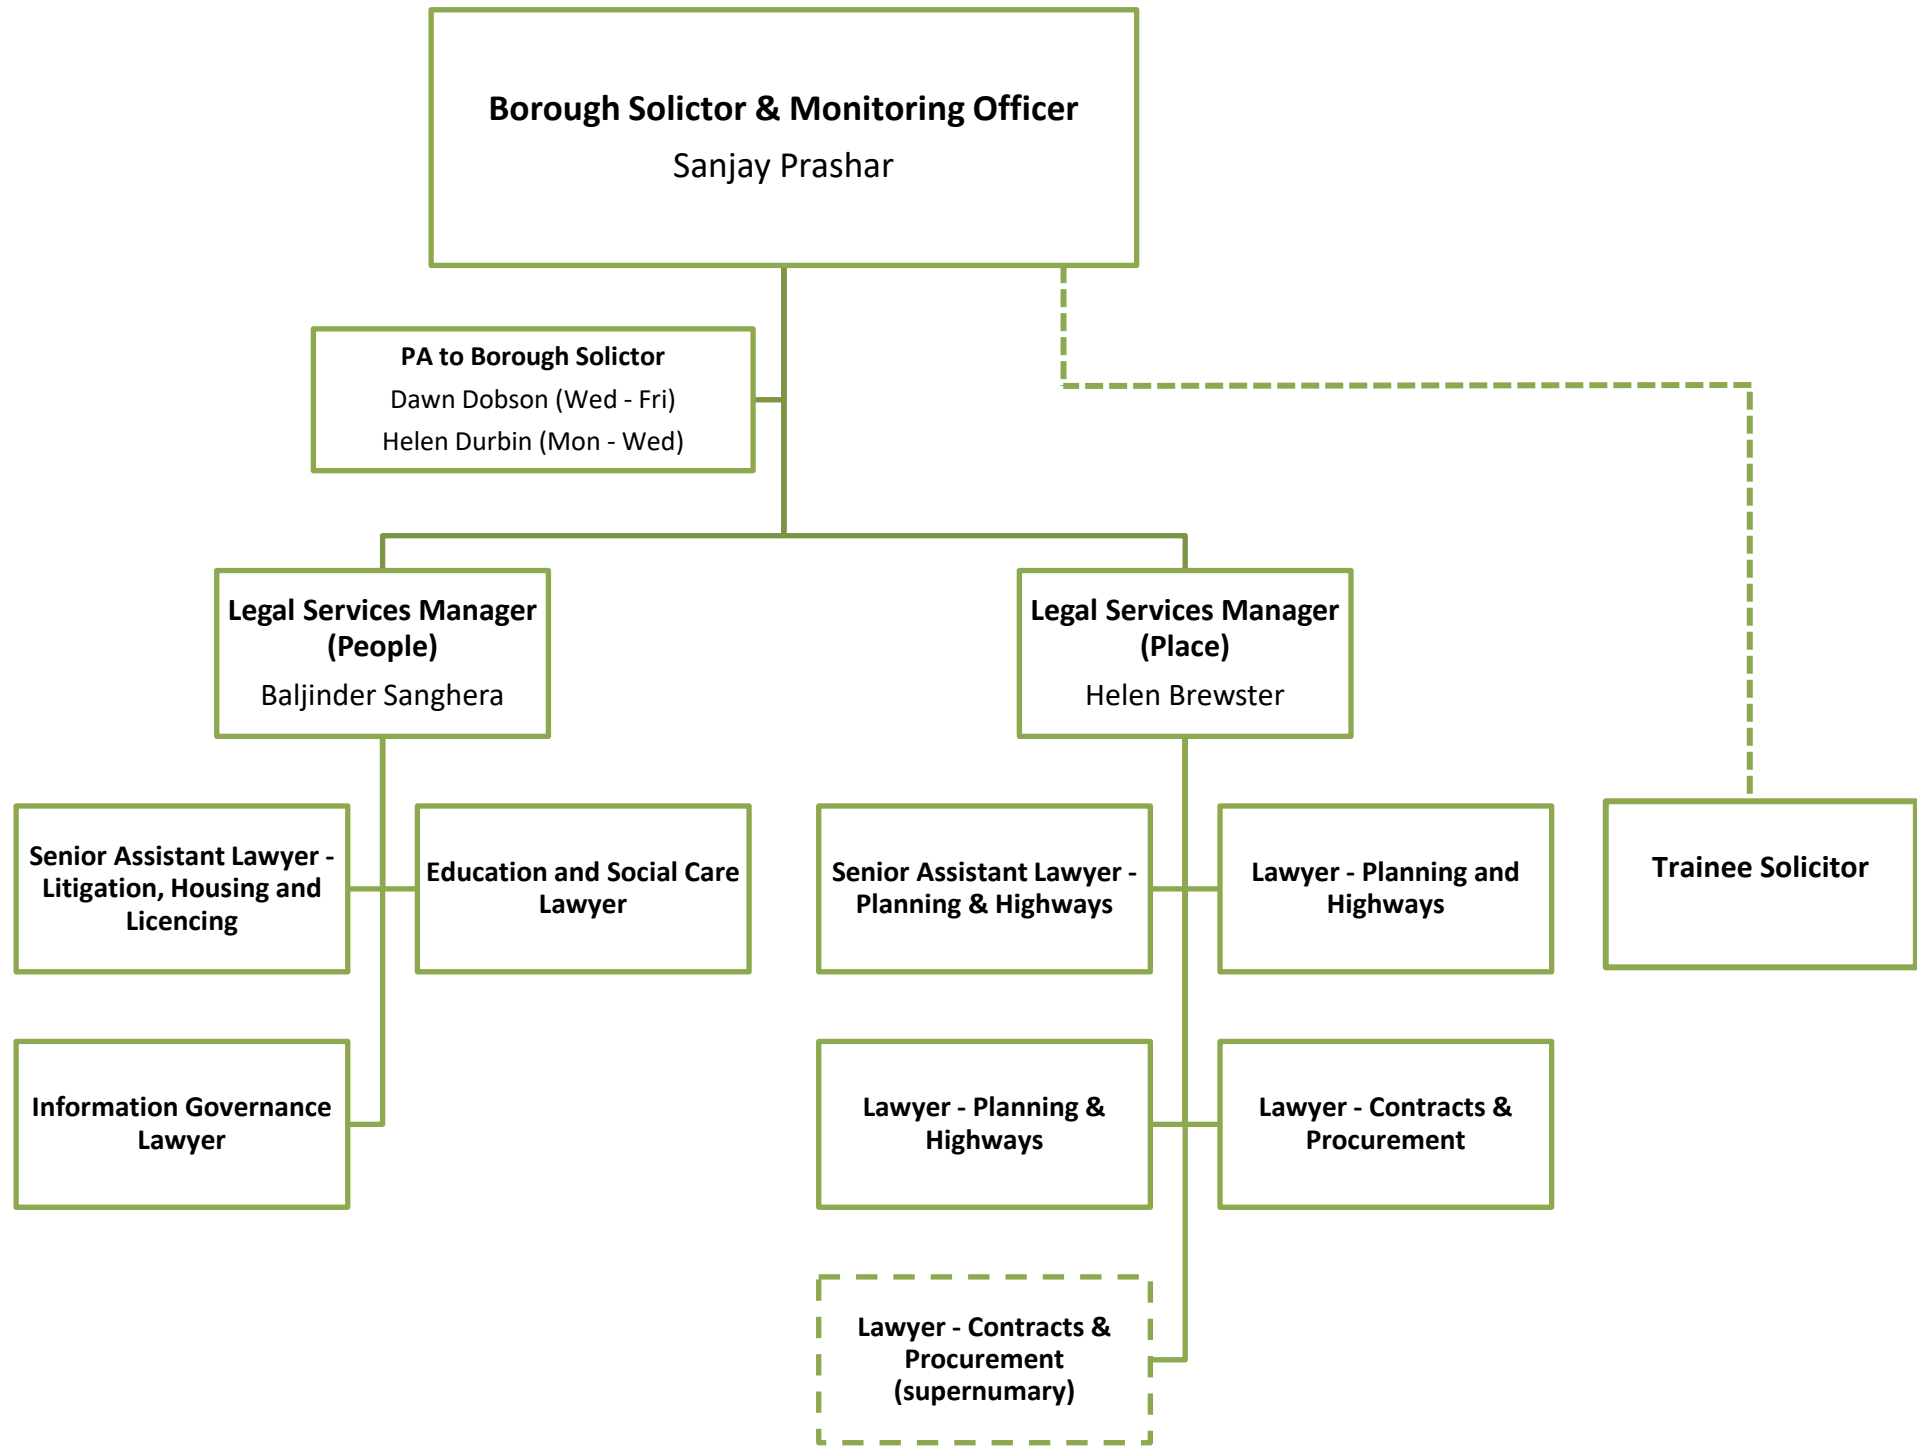 Borough Solictor & Monitoring Officer
Sanjay Prashar
PA to Borough Solictor
Dawn Dobson (Wed - Fri)
Helen Durbin (Mon - Wed)
Legal Services Manager
(People)
Baljinder Sanghera
Legal Services Manager
(Place)
Helen Brewster
Senior Assistant Lawyer -
Litigation, Housing and
Licencing
Education and Social Care
Lawyer
Senior Assistant Lawyer -
Planning & Highways
Lawyer - Planning and
Highways
Trainee Solicitor
Information Governance
Lawyer
Lawyer - Planning &
Highways
Lawyer - Contracts &
Procurement
Lawyer - Contracts &
Procurement
(supernumary)